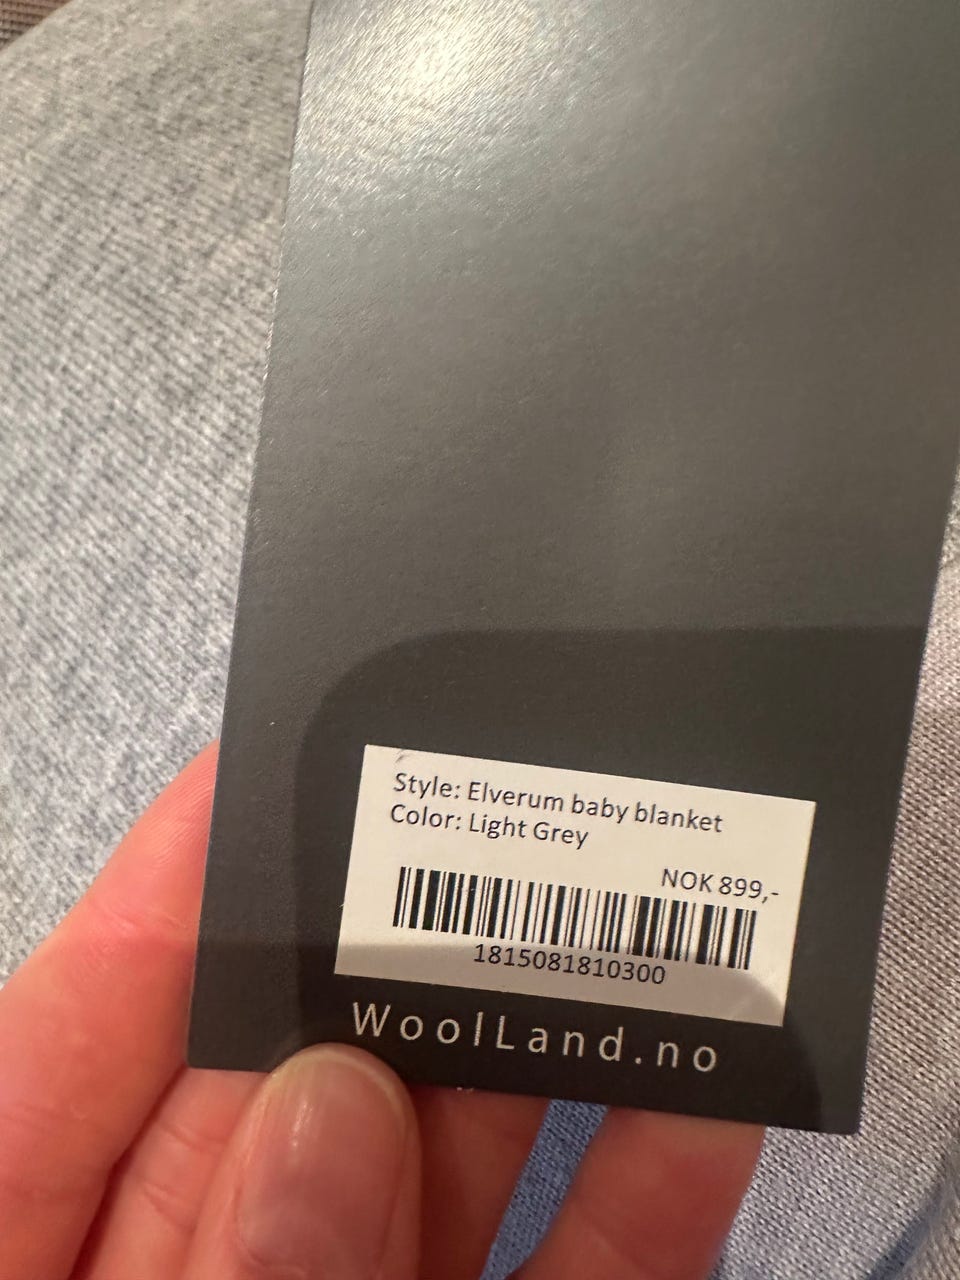 Style: Elverum baby blanket
Color: Light Grey
NOK 899,-
1815081810300
WoolLand.no